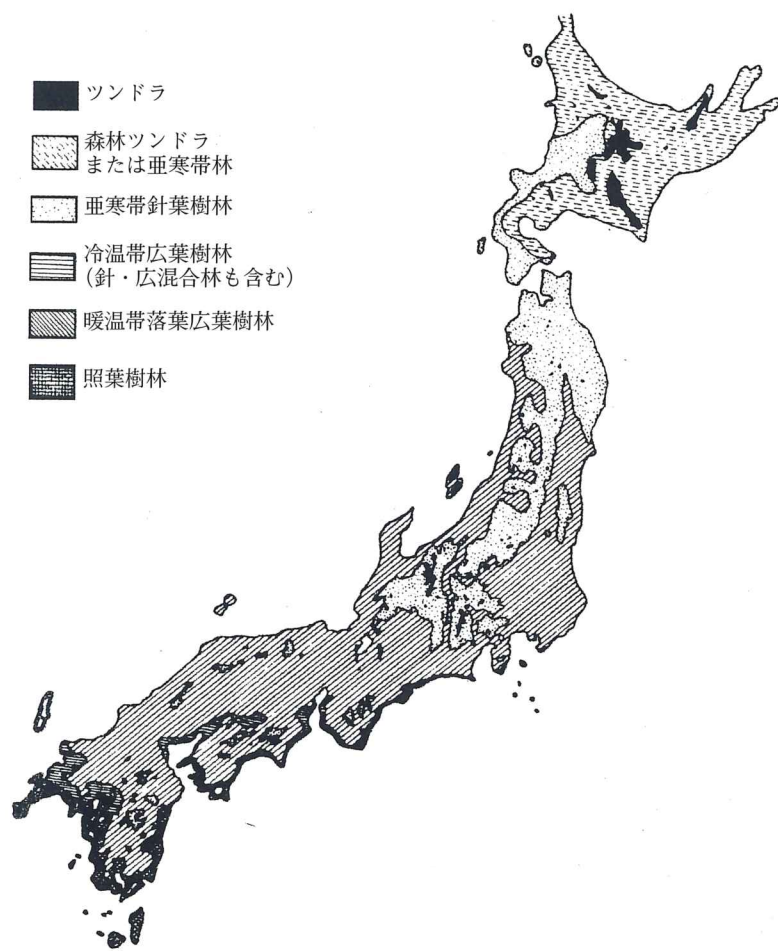 ツンドラ
森林ツンドラ
または亜寒帯林
亜寒帯針葉樹林
冷温帯広葉樹林
(針・広混合林も含む)
暖温帯落葉広葉樹林
照葉樹林